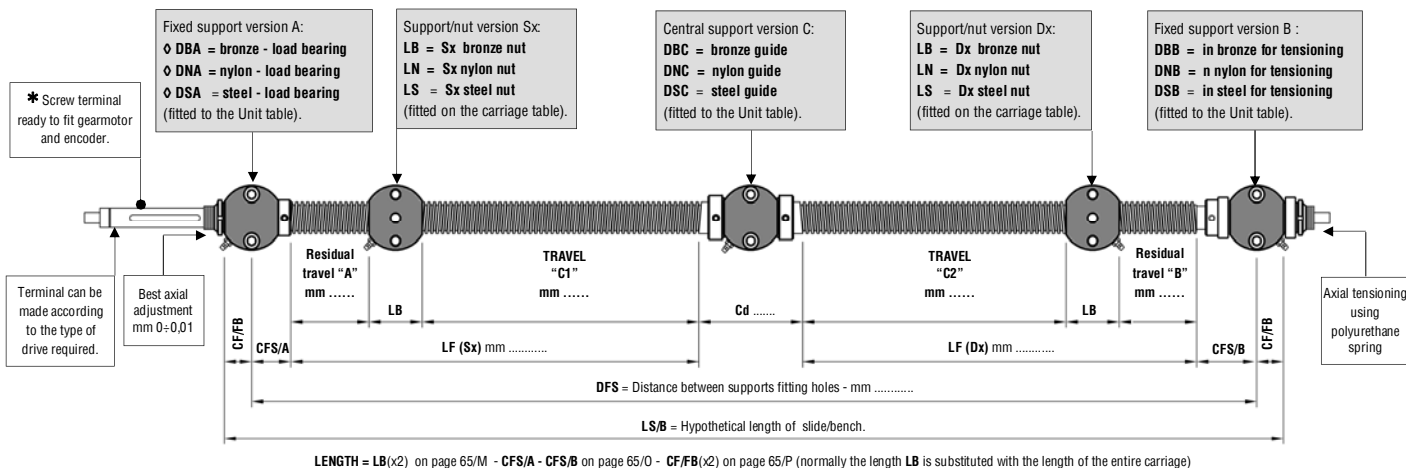 Fixed support version A:
◊ DBA = bronze - load bearing
◊ DNA = nylon - load bearing
◊ DSA = steel - load bearing
(fitted to the Unit table).
Support/nut version Sx:
LB = Sx bronze nut
LN = Sx nylon nut
LS = Sx steel nut
(fitted on the carriage table).
Central support version C:
DBC = bronze guide
DNC = nylon guide
DSC = steel guide
(fitted to the Unit table).
Support/nut version Dx:
LB = Dx bronze nut
LN = Dx nylon nut
LS = Dx steel nut
(fitted on the carriage table).
Fixed support version B :
DBB = in bronze for tensioning
DNB = n nylon for tensioning
DSB = in steel for tensioning
(fitted to the Unit table).
* Screw terminal
ready to fit gearmotor
and encoder.
Terminal can be
made according
to the type of
drive required.
Best axial
adjustment
mm 0÷0,01
Residual
travel “A”
mm ......
TRAVEL
“C1”
mm ......
TRAVEL
“C2”
mm ......
Residual
travel “B”
mm ......
Axial tensioning
using
polyurethane
spring
CF/FB
CFS/A
LB
Cd .......
LB
CFS/B
CF/FB
LF (Sx) mm ............
LF (Dx) mm ............
DFS = Distance between supports fitting holes - mm ............
LS/B = Hypothetical length of slide/bench.
LENGTH = LB(x2) on page 65/M - CFS/A - CFS/B on page 65/O - CF/FB(x2) on page 65/P (normally the length LB is substituted with the length of the entire carriage)